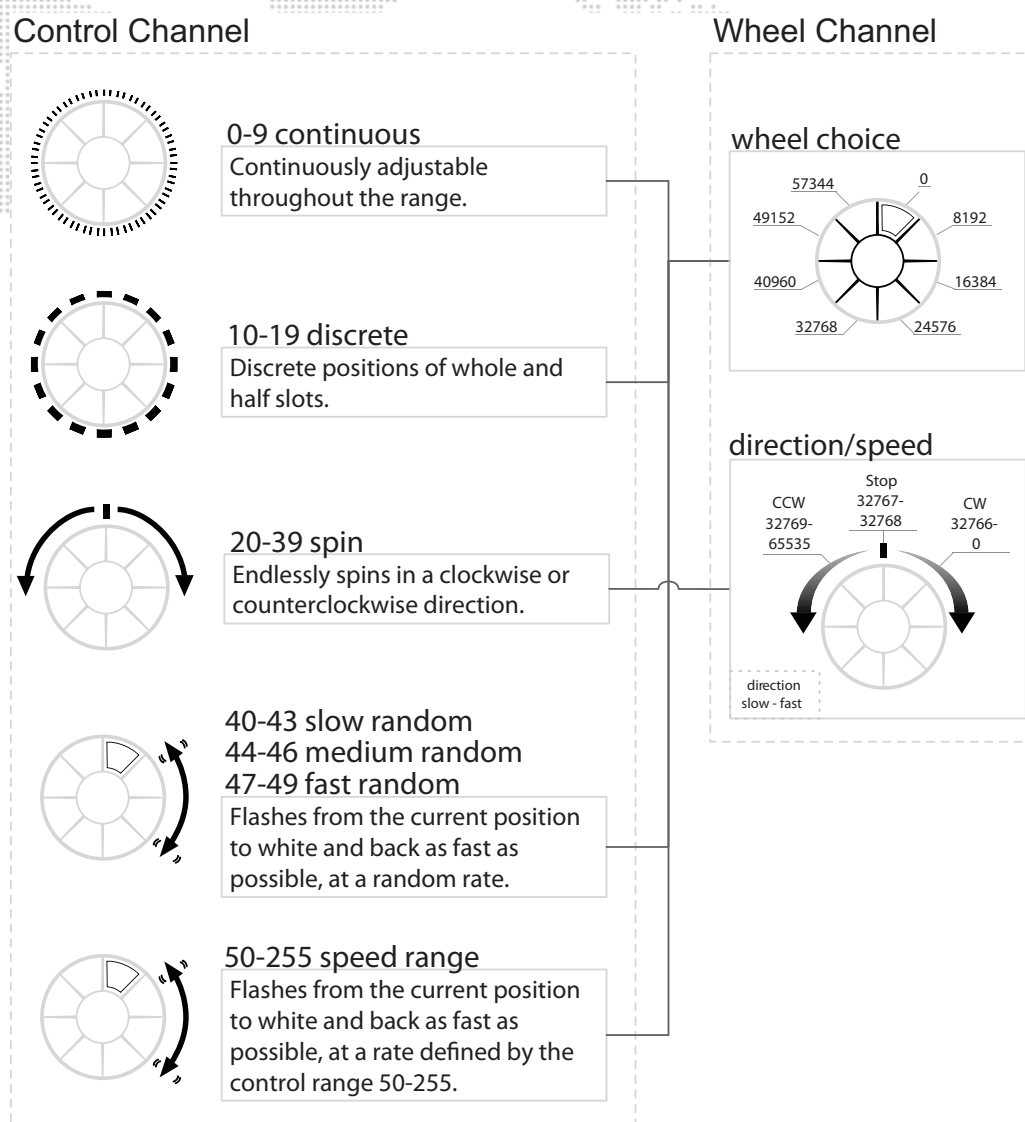 Control Channel
0-9 continuous
Continuously adjustable
throughout the range.
10-19 discrete
Discrete positions of whole and
half slots.
20-39 spin
Endlessly spins in a clockwise or
counterclockwise direction.
40-43 slow random
44-46 medium random
47-49 fast random
Flashes from the current position
to white and back as fast as
possible, at a random rate.
50-255 speed range
Flashes from the current position
to white and back as fast as
possible, at a rate defined by the
control range 50-255.
Wheel Channel
wheel choice
57344
0
49152
8192
40960
16384
32768
24576
direction/speed
Stop
32767-
32768
CCW
32769-
65535
CW
32766-
0
direction
slow - fast